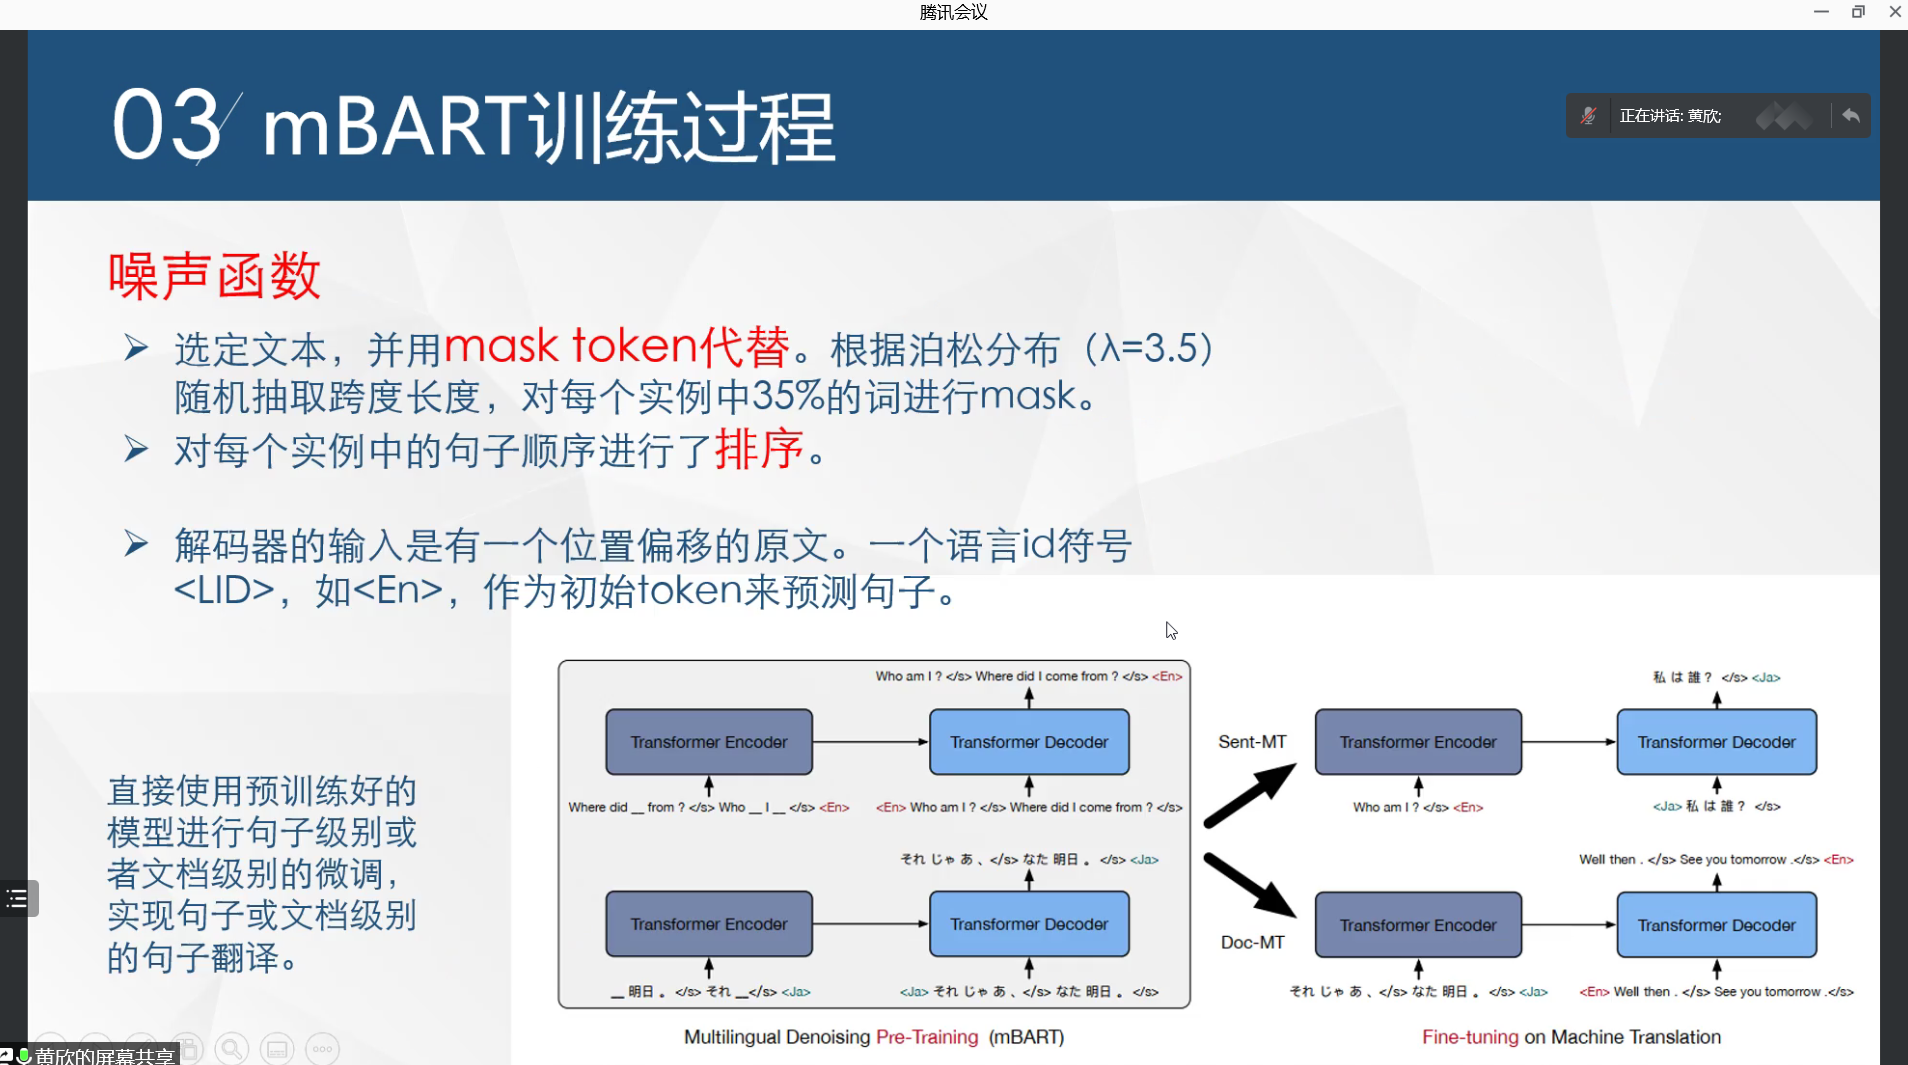 腾讯会议
03 mBART训练过程
正在讲话: 黄欣;
噪声函数
选定文本，并用mask token代替。根据泊松分布（λ=3.5）
随机抽取跨度长度，对每个实例中35%的词进行mask。
对每个实例中的句子顺序进行了排序。
解码器的输入是有一个位置偏移的原文。一个语言id符号
<LID>，如<En>，作为初始token来预测句子。
直接使用预训练好的
模型进行句子级别或
者文档级别的微调，
实现句子或文档级别
的句子翻译。
Who am I ? </s> Where did I come from ? </s> <En>
Transformer Encoder
Transformer Decoder
Where did __ from ? </s> Who __ I __ </s> <En>
<En> Who am I ? </s> Where did I come from ? </s>
それ じゃ あ 、</s> なた 明日 。 </s> <Ja>
Transformer Encoder
Transformer Decoder
__ 明日 。 </s> それ __</s> <Ja>
<Ja> それ じゃ あ 、</s> なた 明日 。 </s>
Multilingual Denoising Pre-Training (mBART)
Sent-MT
Doc-MT
私 は 誰？ </s> <Ja>
Transformer Encoder
Transformer Decoder
Who am I ? </s> <En>
<Ja> 私 は 誰？ </s>
Well then . </s> See you tomorrow .</s> <En>
Transformer Encoder
Transformer Decoder
それ じゃ あ 、</s> なた 明日 。 </s> <Ja>
<En> Well then . </s> See you tomorrow .</s>
Fine-tuning on Machine Translation
黄欣的屏幕共享